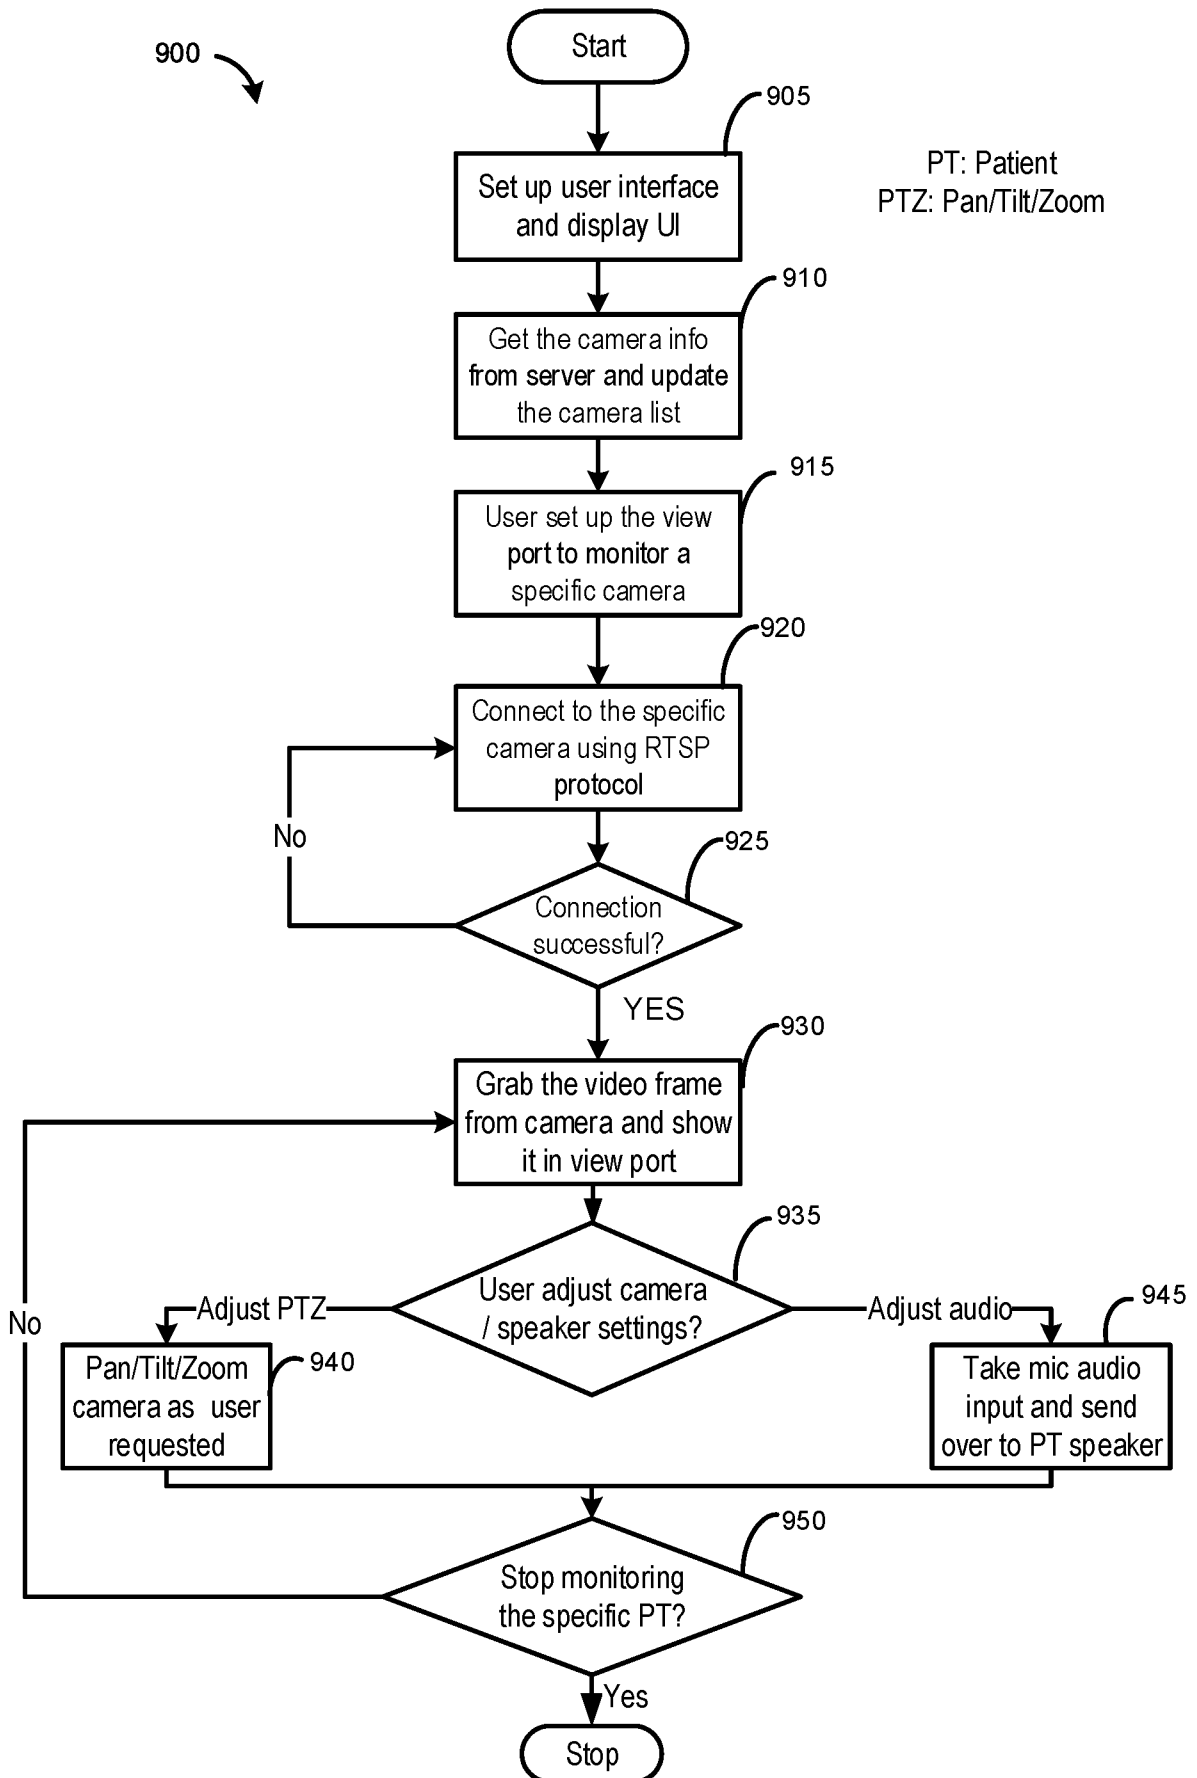 Start
900
905
PT: Patient
PTZ: Pan/Tilt/Zoom
Set up user interface
and display UI
910
Get the camera info
from server and update
the camera list
915
User set up the view
port to monitor a
specific camera
920
Connect to the specific
camera using RTSP
protocol
No
925
Connection
successful?
YES
930
Grab the video frame
from camera and show
it in view port
935
User adjust camera
/ speaker settings?
Adjust PTZ
Adjust audio
No
940
945
Pan/Tilt/Zoom
camera as  user
requested
Take mic audio
input and send
over to PT speaker
950
Stop monitoring
the specific PT?
Yes
Stop